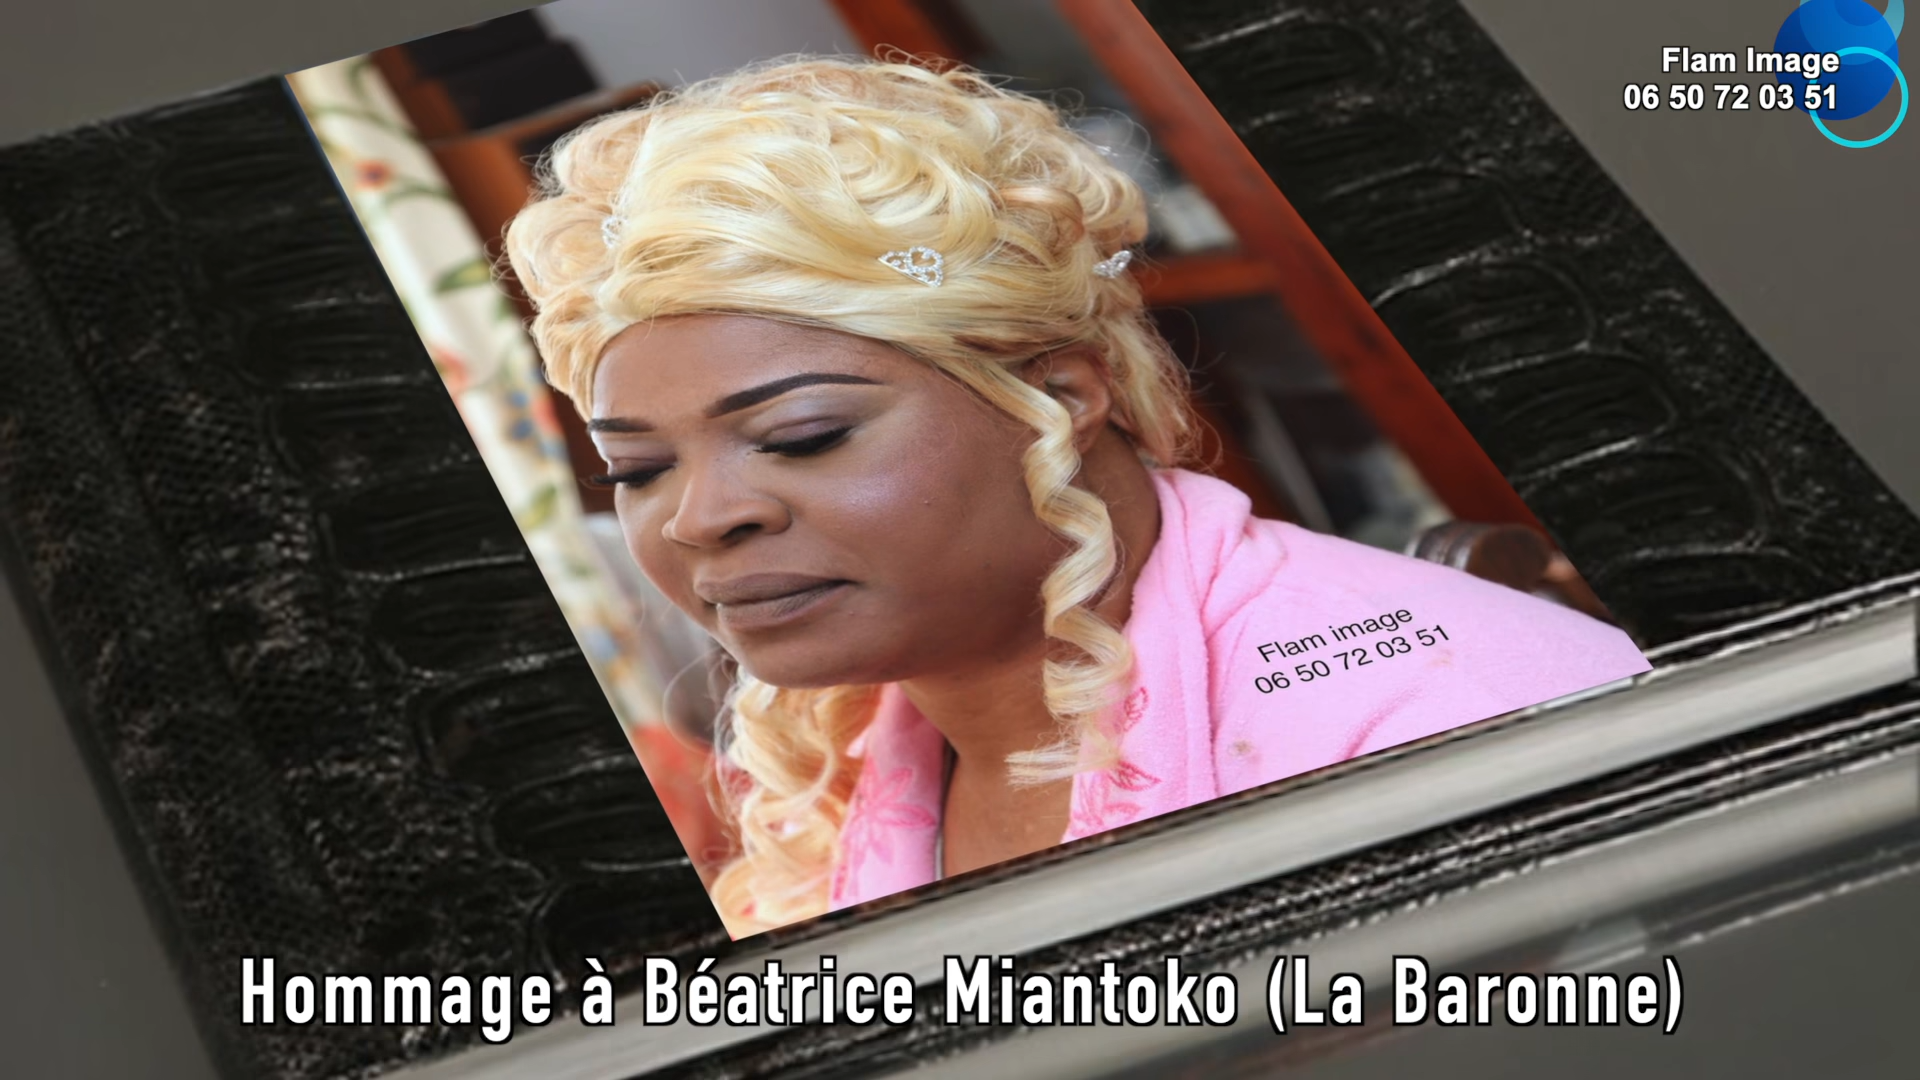 Flam Image
06 50 72 03 51
Flam image
06 50 72 03 51
Hommage à Béatrice Miantoko (La Baronne)